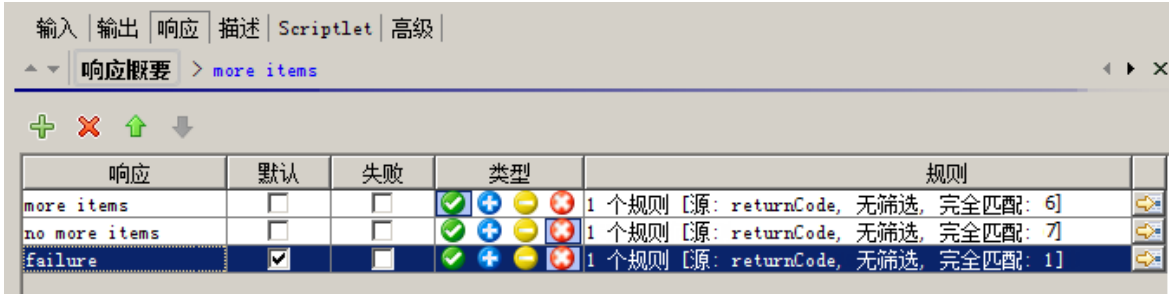 输入 输出 响应 描述 Scriptlet 高级
响应概要 > more items
响应 默认 失败 类型 规则
more items 1 个规则 [源: returnCode, 无筛选, 完全匹配: 6]
no more items 1 个规则 [源: returnCode, 无筛选, 完全匹配: 7]
failure 1 个规则 [源: returnCode, 无筛选, 完全匹配: 1]